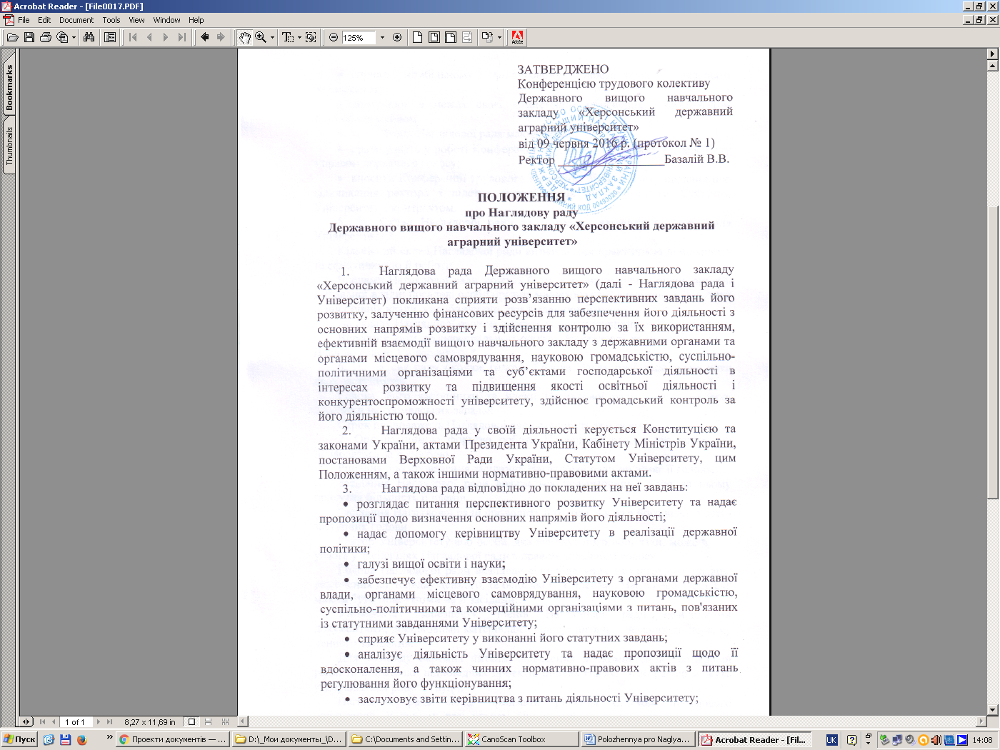 Acrobat Reader - [File0017.PDF]
File Edit Document Tools View Window Help
125%
Adobe
Bookmarks
Thumbnails
ЗАТВЕРДЖЕНО
Конференцією трудового колективу
Державного вищого навчального
закладу «Херсонський державний
аграрний університет»
від 09 червня 2016 р. (протокол № 1)
Ректор Базалій В.В.
ПОЛОЖЕННЯ
про Наглядову раду
Державного вищого навчального закладу «Херсонський державний
аграрний університет»
1. Наглядова рада Державного вищого навчального закладу
«Херсонський державний аграрний університет» (далі - Наглядова рада і
Університет) покликана сприяти розв’язанню перспективних завдань його
розвитку, залученню фінансових ресурсів для забезпечення його діяльності з
основних напрямів розвитку і здійснення контролю за їх використанням,
ефективній взаємодії вищого навчального закладу з державними органами та
органами місцевого самоврядування, науковою громадськістю, суспільно-
політичними організаціями та суб’єктами господарської діяльності в
інтересах розвитку та підвищення якості освітньої діяльності і
конкурентоспроможності університету, здійснює громадський контроль за
його діяльністю тощо.
2. Наглядова рада у своїй діяльності керується Конституцією та
законами України, актами Президента України, Кабінету Міністрів України,
постановами Верховної Ради України, Статутом Університету, цим
Положенням, а також іншими нормативно-правовими актами.
3. Наглядова рада відповідно до покладених на неї завдань:
• розглядає питання перспективного розвитку Університету та надає
пропозиції щодо визначення основних напрямів його діяльності;
• надає допомогу керівництву Університету в реалізації державної
політики;
• галузі вищої освіти і науки;
• забезпечує ефективну взаємодію Університету з органами державної
влади, органами місцевого самоврядування, науковою громадськістю,
суспільно-політичними та комерційними організаціями з питань, пов'язаних
із статутними завданнями Університету;
• сприяє Університету у виконанні його статутних завдань;
• аналізує діяльність Університету та надає пропозиції щодо її
вдосконалення, а також чинних нормативно-правових актів з питань
регулювання його функціонування;
• заслуховує звіти керівництва з питань діяльності Університету;
1 of 1 8,27 x 11,69 in
Пуск » Проекти документів — ... D:\_Мои документы_\D... C:\Documents and Settin... CanoScan Toolbox Polozhennya pro Naglya... Acrobat Reader - [Fil... UK 14:08